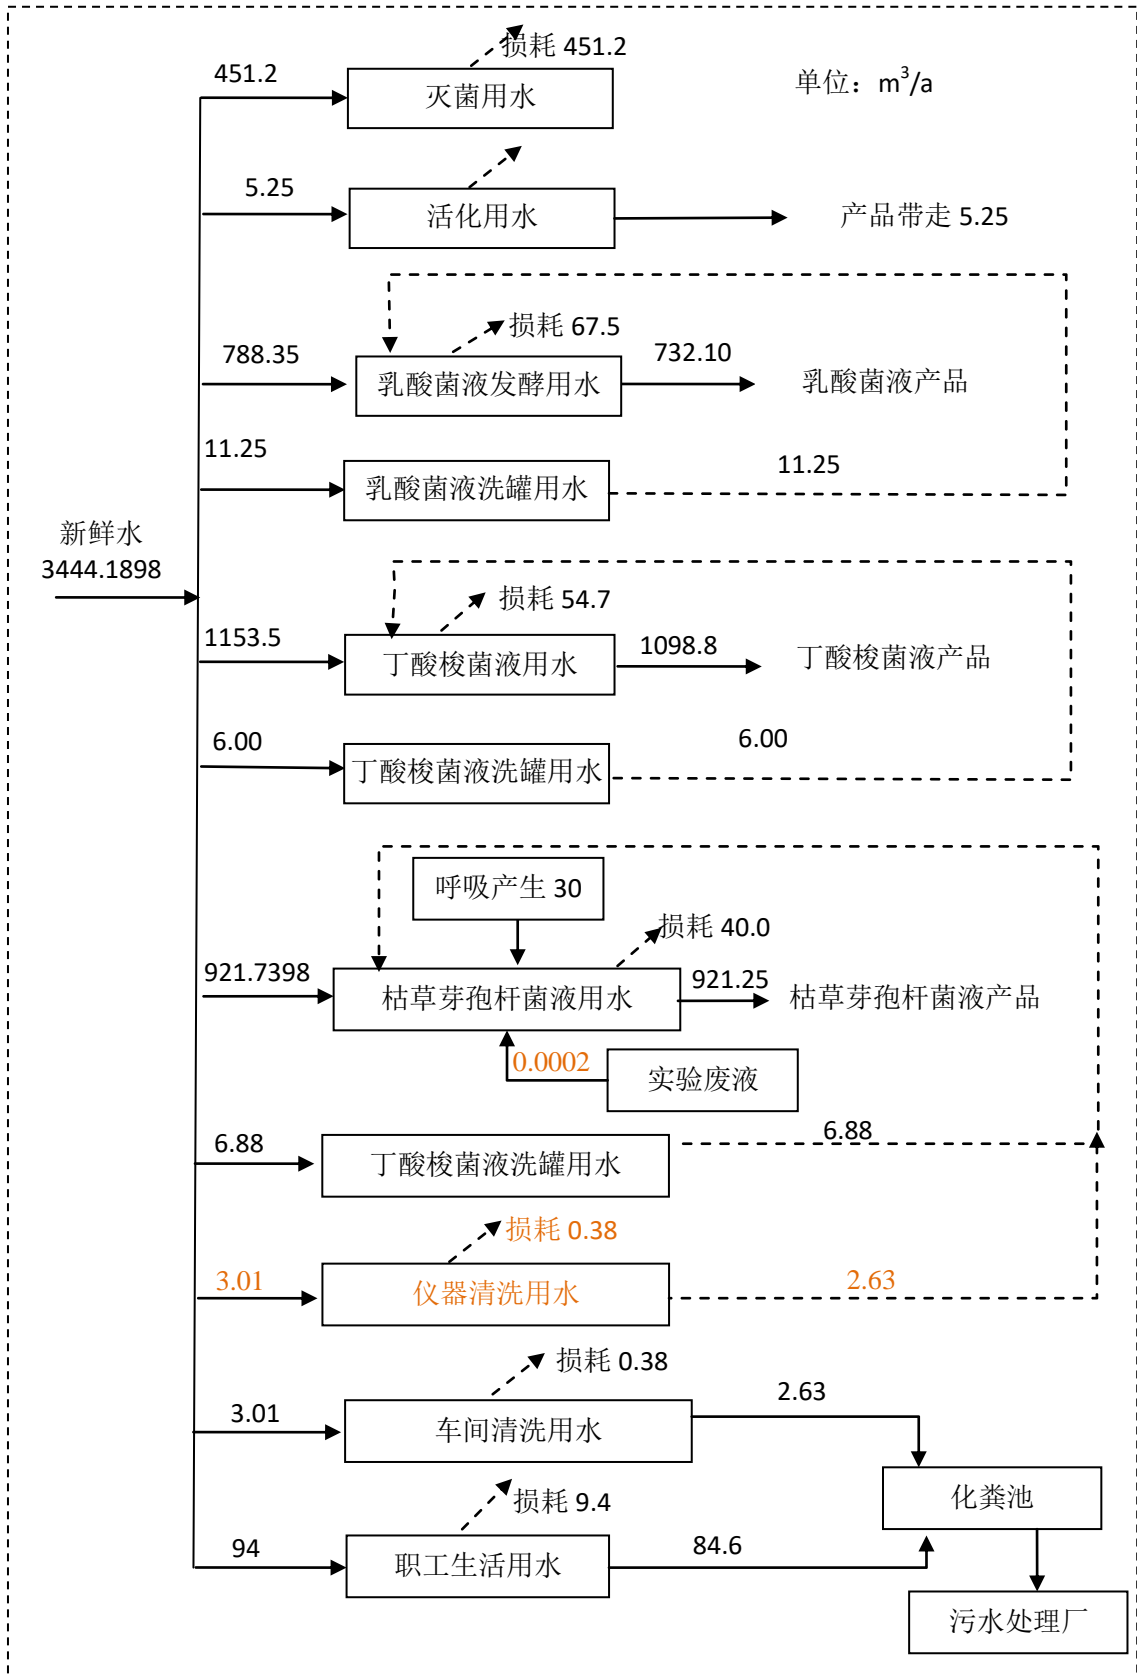 损耗 451.2
451.2
灭菌用水
单位：m³/a
5.25
活化用水
产品带走 5.25
损耗 67.5
788.35
乳酸菌液发酵用水
732.10
乳酸菌液产品
11.25
乳酸菌液洗罐用水
11.25
新鲜水
3444.1898
损耗 54.7
1153.5
丁酸梭菌液用水
1098.8
丁酸梭菌液产品
6.00
丁酸梭菌液洗罐用水
6.00
呼吸产生 30
损耗 40.0
921.7398
枯草芽孢杆菌液用水
921.25
枯草芽孢杆菌液产品
0.0002
实验废液
6.88
丁酸梭菌液洗罐用水
6.88
损耗 0.38
3.01
仪器清洗用水
2.63
损耗 0.38
3.01
车间清洗用水
2.63
化粪池
损耗 9.4
94
职工生活用水
84.6
污水处理厂